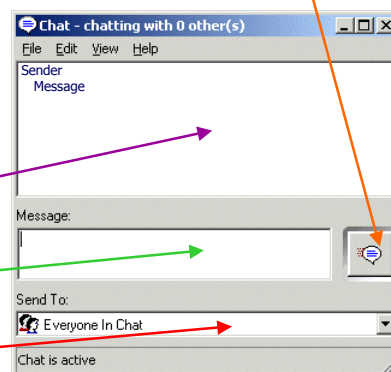 Chat - chatting with 0 other(s)
File Edit View Help
Sender
Message
Message:
Send To:
Everyone In Chat
Chat is active